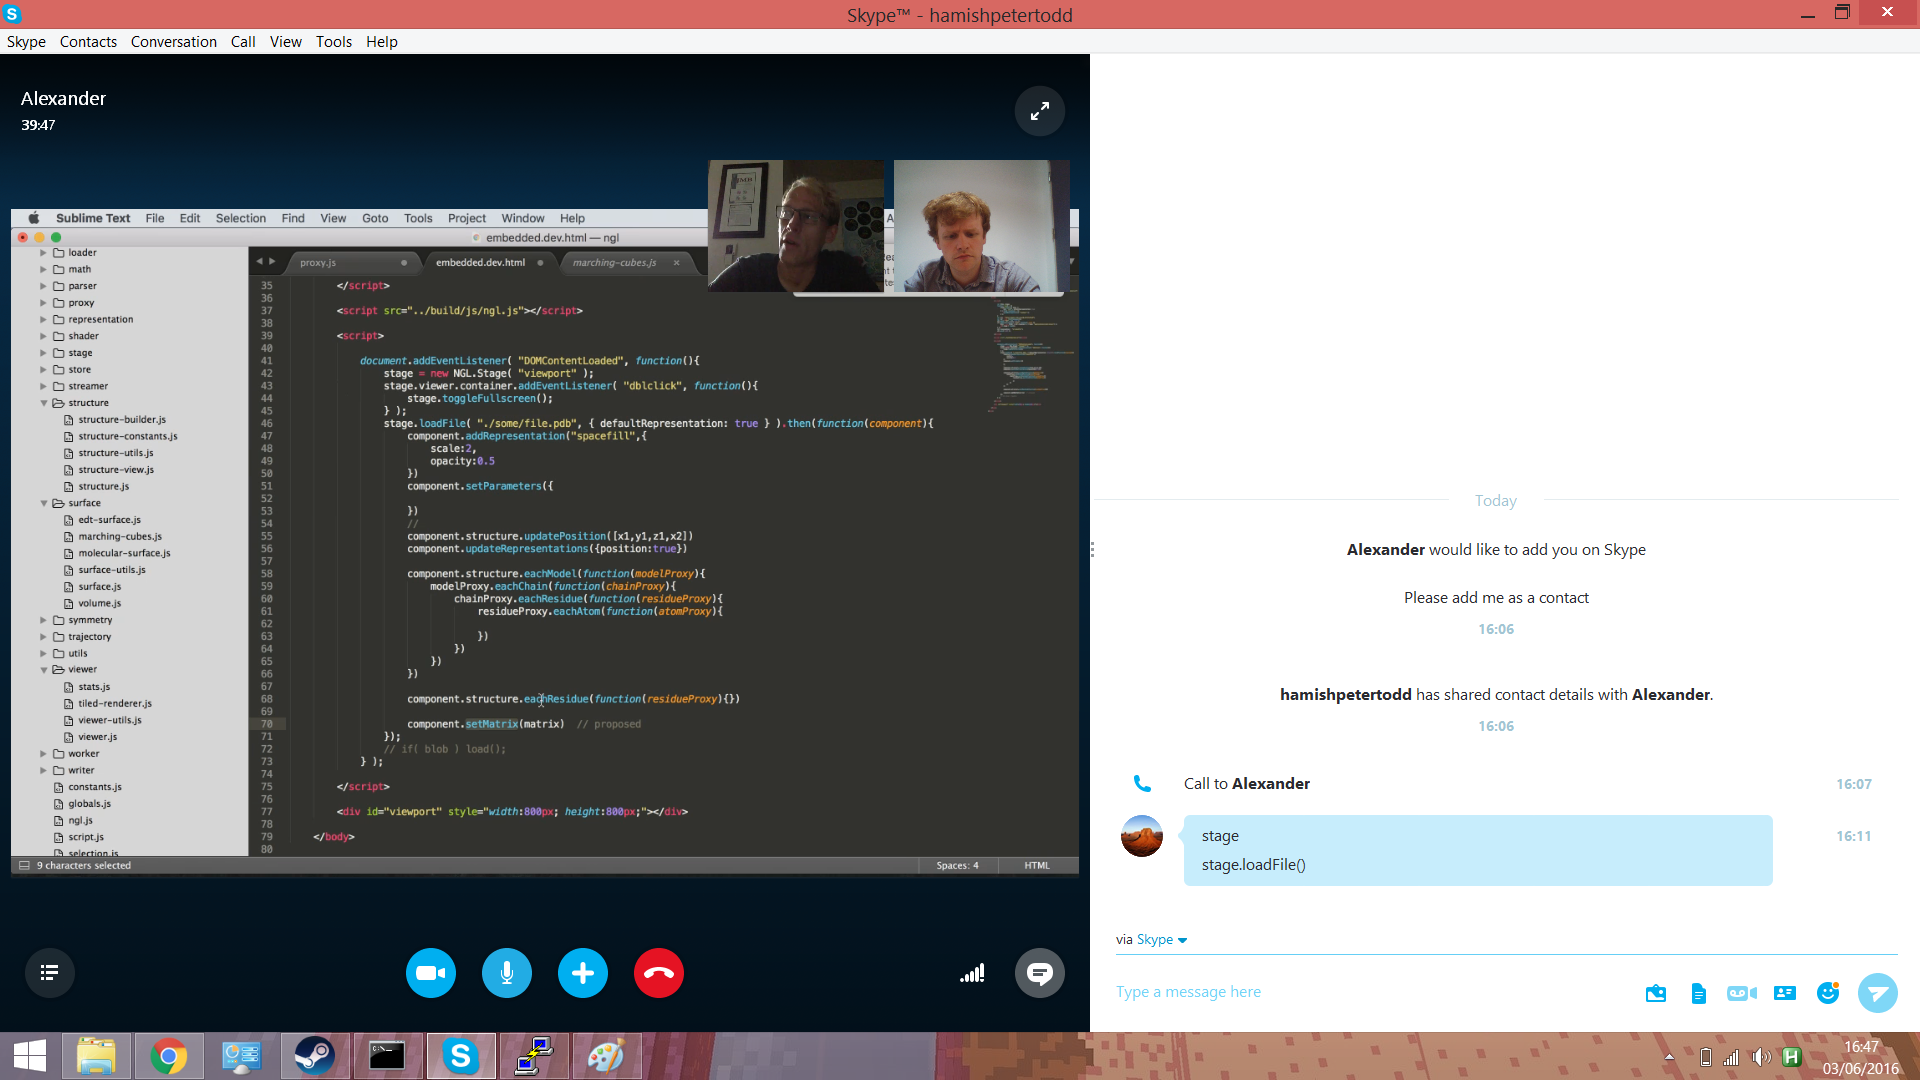 Skype™ - hamishpetertodd
Skype Contacts Conversation Call View Tools Help
Alexander
39:47
Sublime Text File Edit Selection Find View Goto Tools Project Window Help
embedded.dev.html — ngl
loader
math
parser
proxy
representation
shader
stage
store
streamer
structure
structure-builder.js
structure-constants.js
structure-utils.js
structure-view.js
structure.js
surface
edt-surface.js
marching-cubes.js
molecular-surface.js
surface-utils.js
surface.js
volume.js
symmetry
trajectory
utils
viewer
stats.js
tiled-renderer.js
viewer-utils.js
viewer.js
worker
writer
constants.js
globals.js
ngl.js
script.js
selection.js
proxy.js embedded.dev.html marching-cubes.js
35 </script>
36
37 <script src="../build/js/ngl.js"></script>
38
39 <script>
40
41 document.addEventListener( "DOMContentLoaded", function(){
42 stage = new NGL.Stage( "viewport" );
43 stage.viewer.container.addEventListener( "dblclick", function(){
44 stage.toggleFullscreen();
45 } );
46 stage.loadFile( "./some/file.pdb", { defaultRepresentation: true } ).then(function(component){
47 component.addRepresentation("spacefill",{
48 scale:2,
49 opacity:0.5
50 })
51 component.setParameters({
52
53 })
54 //
55 component.structure.updatePosition([x1,y1,z1,x2])
56 component.updateRepresentations({position:true})
57
58 component.structure.eachModel(function(modelProxy){
59 modelProxy.eachChain(function(chainProxy){
60 chainProxy.eachResidue(function(residueProxy){
61 residueProxy.eachAtom(function(atomProxy){
62
63 })
64 })
65 })
66 })
67
68 component.structure.eachResidue(function(residueProxy){})
69
70 component.setMatrix(matrix) // proposed
71 });
72 // if( blob ) load();
73 } );
74
75 </script>
76
77 <div id="viewport" style="width:800px; height:800px;"></div>
78
79 </body>
80
9 characters selected Spaces: 4 HTML
Today
Alexander would like to add you on Skype
Please add me as a contact
16:06
hamishpetertodd has shared contact details with Alexander.
16:06
Call to Alexander 16:07
stage 16:11
stage.loadFile()
via Skype
Type a message here
16:47
03/06/2016